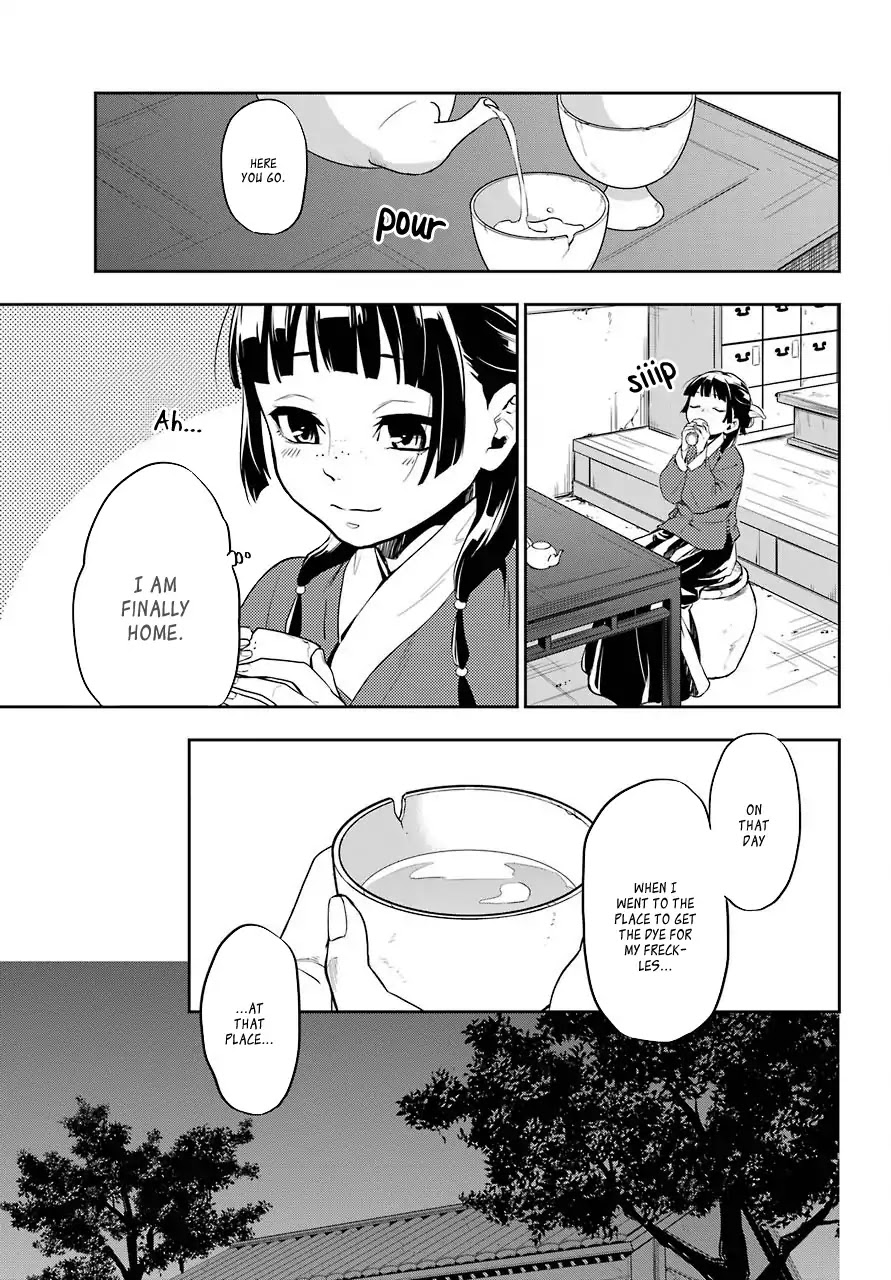 HERE
YOU GO.
pour
siiip
Ah...
I AM
FINALLY
HOME.
ON
THAT
DAY
WHEN I
WENT TO THE
PLACE TO GET
THE DYE FOR
MY FRECK-
LES...
...AT
THAT
PLACE...